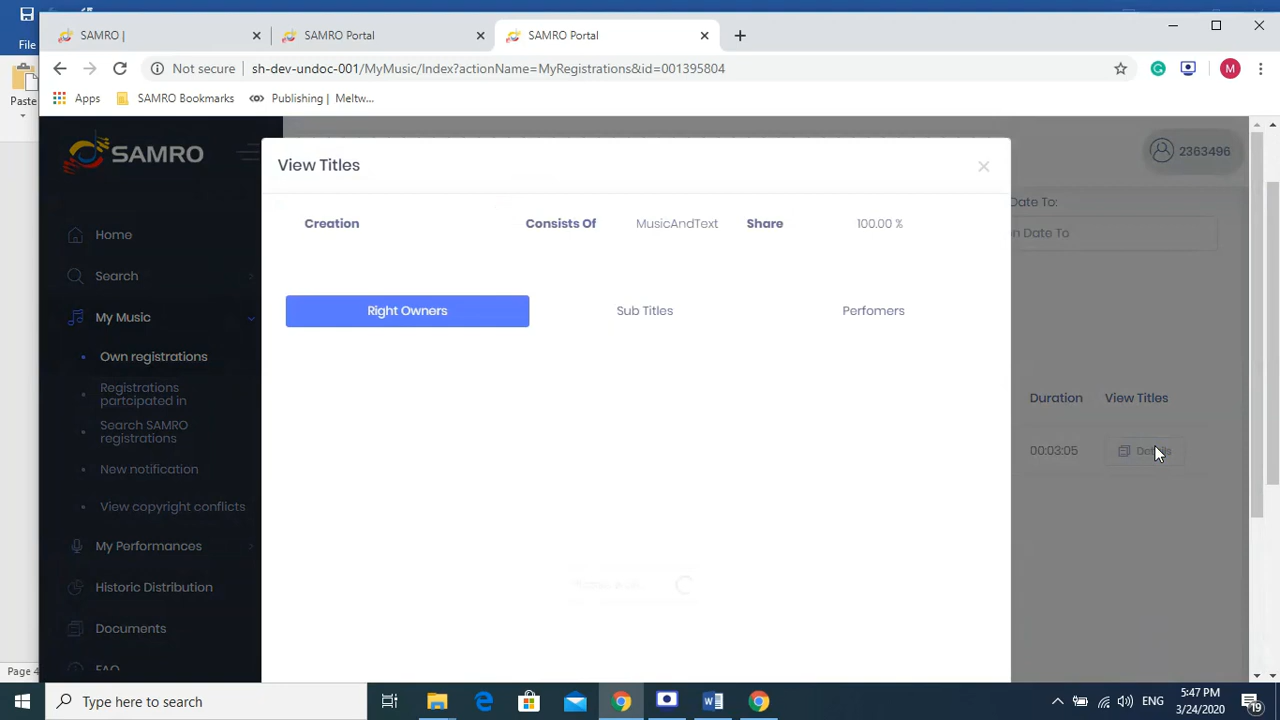 File
Paste
SAMRO |
SAMRO Portal
SAMRO Portal
Not secure
sh-dev-undoc-001/MyMusic/Index?actionName=MyRegistrations&id=001395804
M
Apps
SAMRO Bookmarks
Publishing | Meltw...
SAMRO
2363496
View Titles
Date To:
n Date To
Creation
Consists Of
MusicAndText
Share
100.00 %
Home
Search
My Music
Own registrations
Registrations
partcipated in
Search SAMRO
registrations
New notification
View copyright conflicts
My Performances
Historic Distribution
Documents
FAQ
Right Owners
Sub Titles
Perfomers
Duration
View Titles
00:03:05
Details
Page 4
Type here to search
ENG
5:47 PM
3/24/2020
19